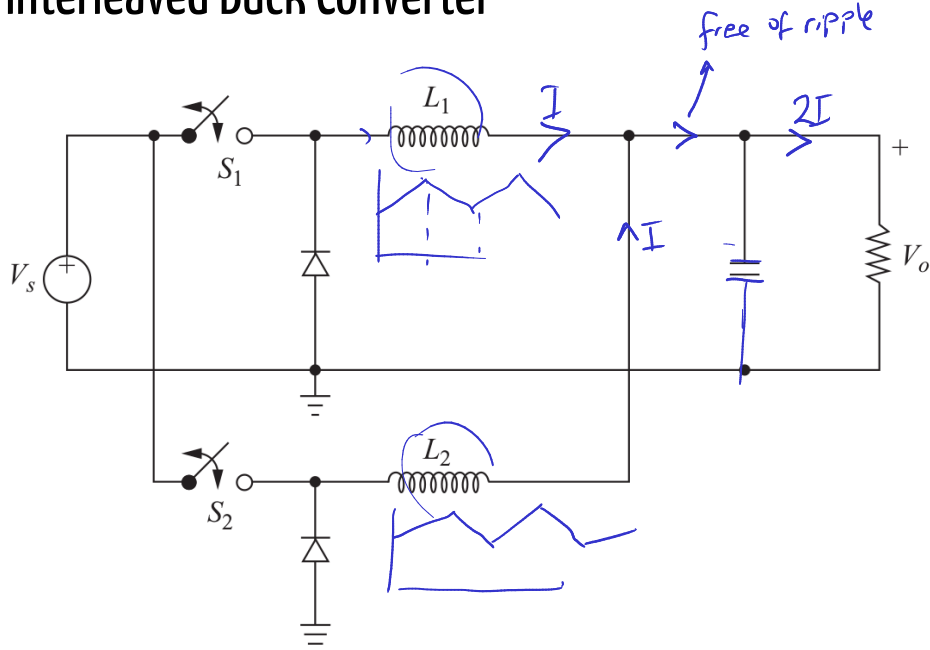 Interleaved Buck Converter
free of ripple
L1
I
2I
S1
+
I
Vs
+
Vo
L2
S2